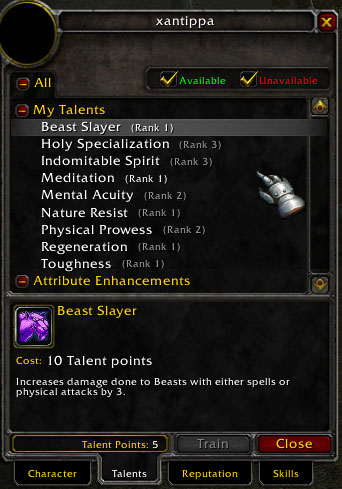 xantippa
All
Available
Unavailable
My Talents
Beast Slayer (Rank 1)
Holy Specialization (Rank 3)
Indomitable Spirit (Rank 3)
Meditation (Rank 1)
Mental Acuity (Rank 2)
Nature Resist (Rank 1)
Physical Prowess (Rank 2)
Regeneration (Rank 1)
Toughness (Rank 1)
Attribute Enhancements
Beast Slayer
Cost: 10 Talent points
Increases damage done to Beasts with either spells or
physical attacks by 3.
Talent Points: 5
Train
Close
Character
Talents
Reputation
Skills